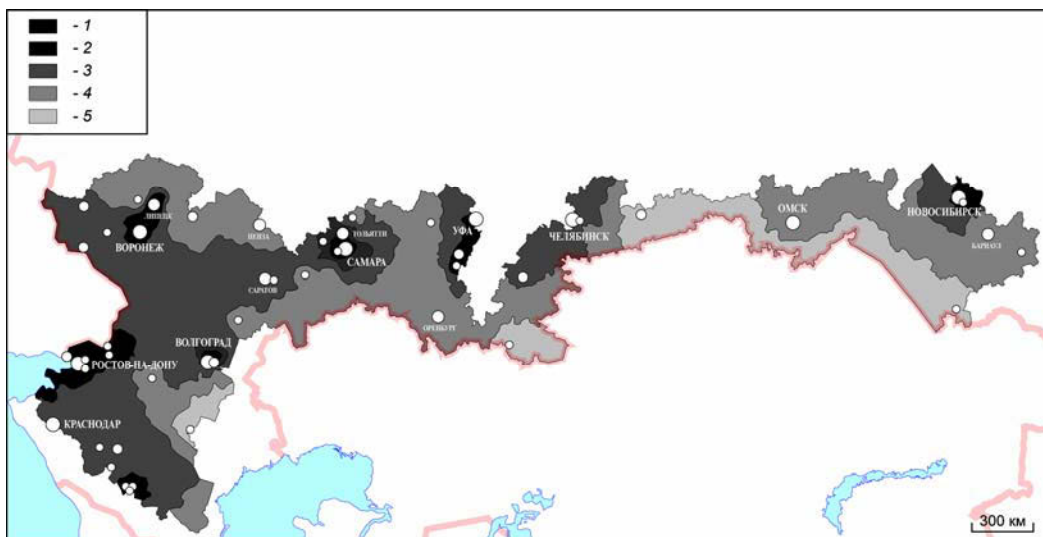 - 1
- 2
- 3
- 4
- 5
ЛИПЕЦК
ВОРОНЕЖ
ПЕНЗА
ТОЛЬЯТТИ
САМАРА
УФА
ЧЕЛЯБИНСК
ОМСК
НОВОСИБИРСК
БАРНАУЛ
САРАТОВ
ОРЕНБУРГ
ВОЛГОГРАД
РОСТОВ-НА-ДОНУ
КРАСНОДАР
300 км